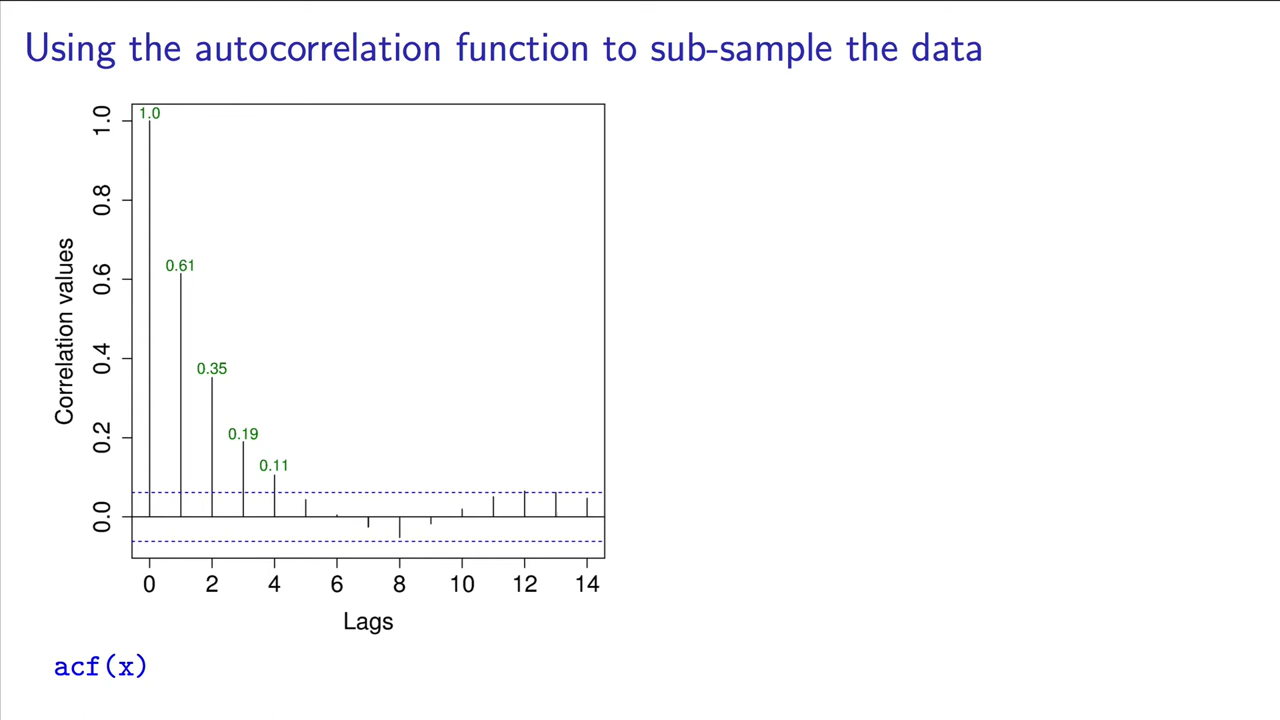 Using the autocorrelation function to sub-sample the data
1.0
0.61
0.35
0.19
0.11
Correlation values
1.0
0.8
0.6
0.4
0.2
0.0
0 2 4 6 8 10 12 14
Lags
acf(x)